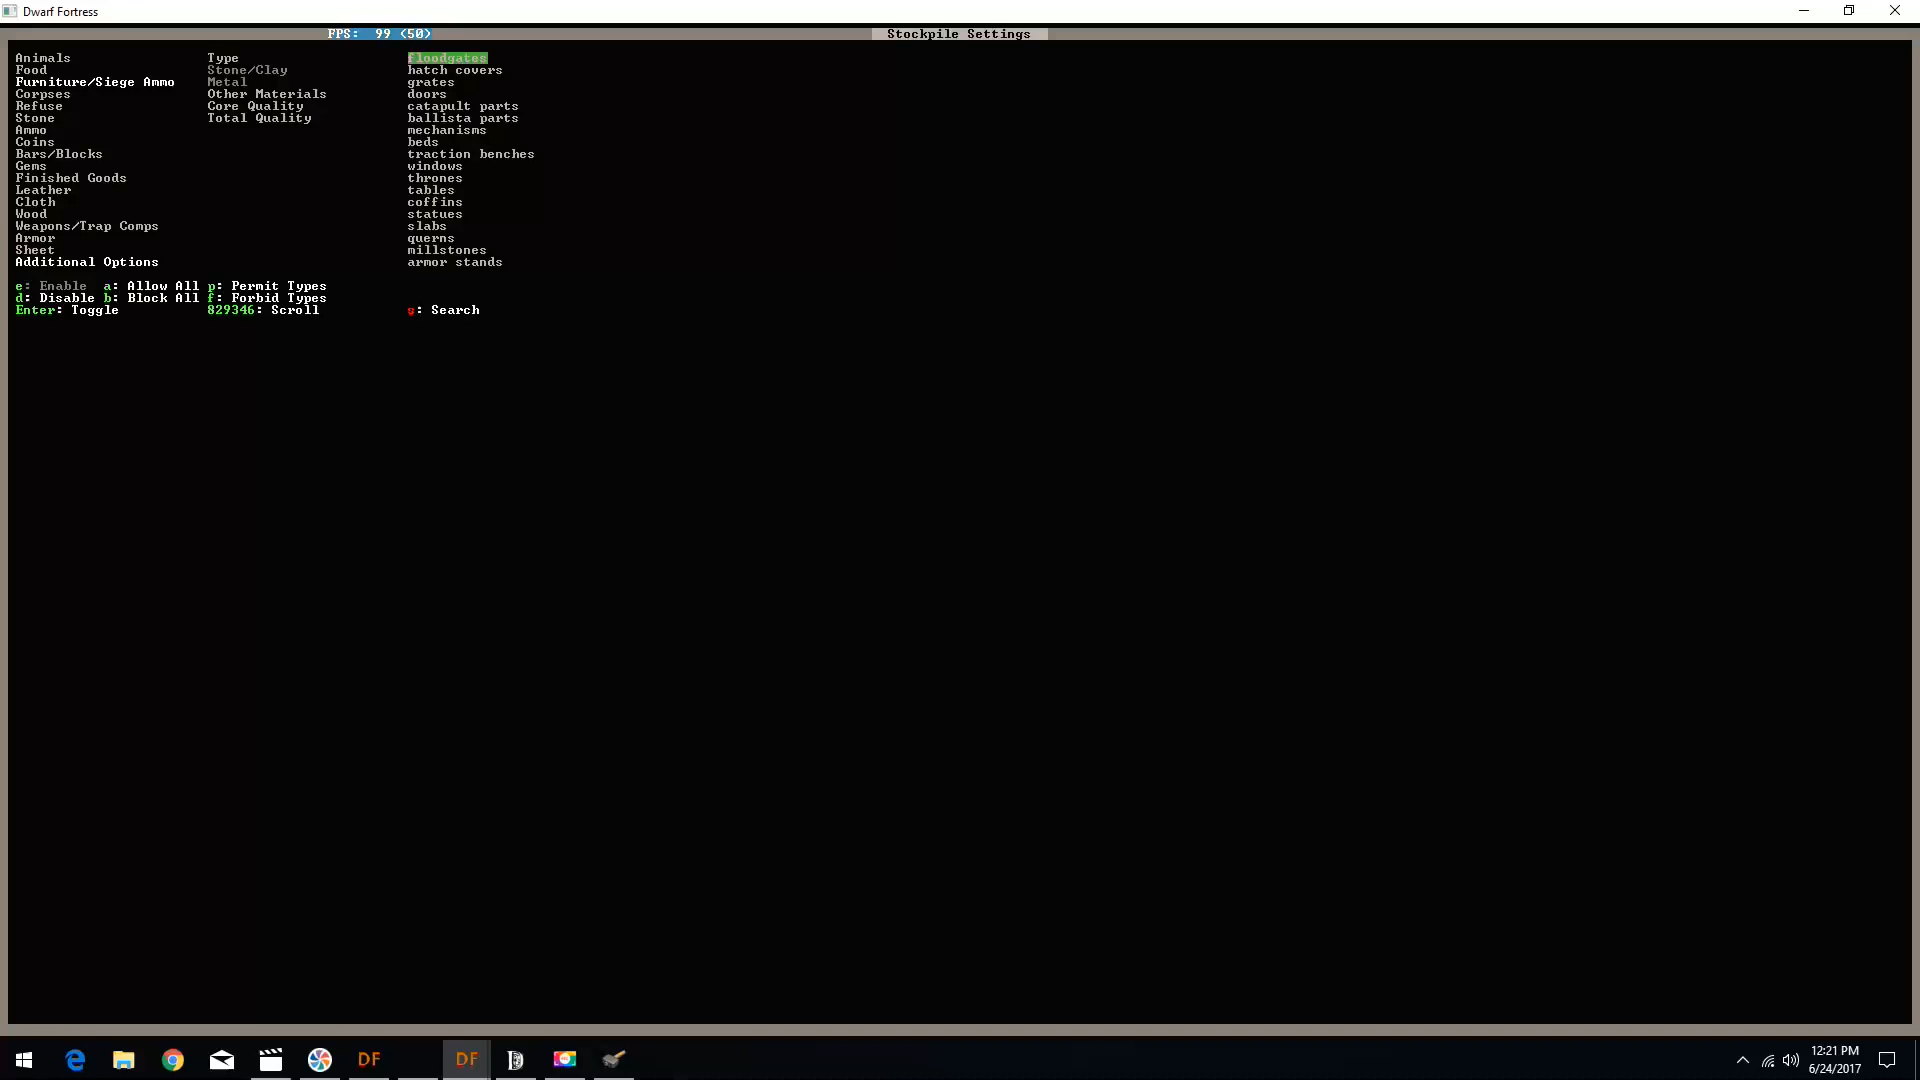 Dwarf Fortress
FPS: 99 (50)
Stockpile Settings
Animals Type floodgates
Food Stone/Clay hatch covers
Furniture/Siege Ammo Metal grates
Corpses Other Materials doors
Refuse Core Quality catapult parts
Stone Total Quality ballista parts
Ammo mechanisms
Coins beds
Bars/Blocks traction benches
Gems windows
Finished Goods thrones
Leather tables
Cloth coffins
Wood statues
Weapons/Trap Comps slabs
Armor querns
Sheet millstones
Additional Options armor stands
e: Enable a: Allow All p: Permit Types
d: Disable b: Block All f: Forbid Types
Enter: Toggle 829346: Scroll s: Search
DF
DF
12:21 PM
6/24/2017